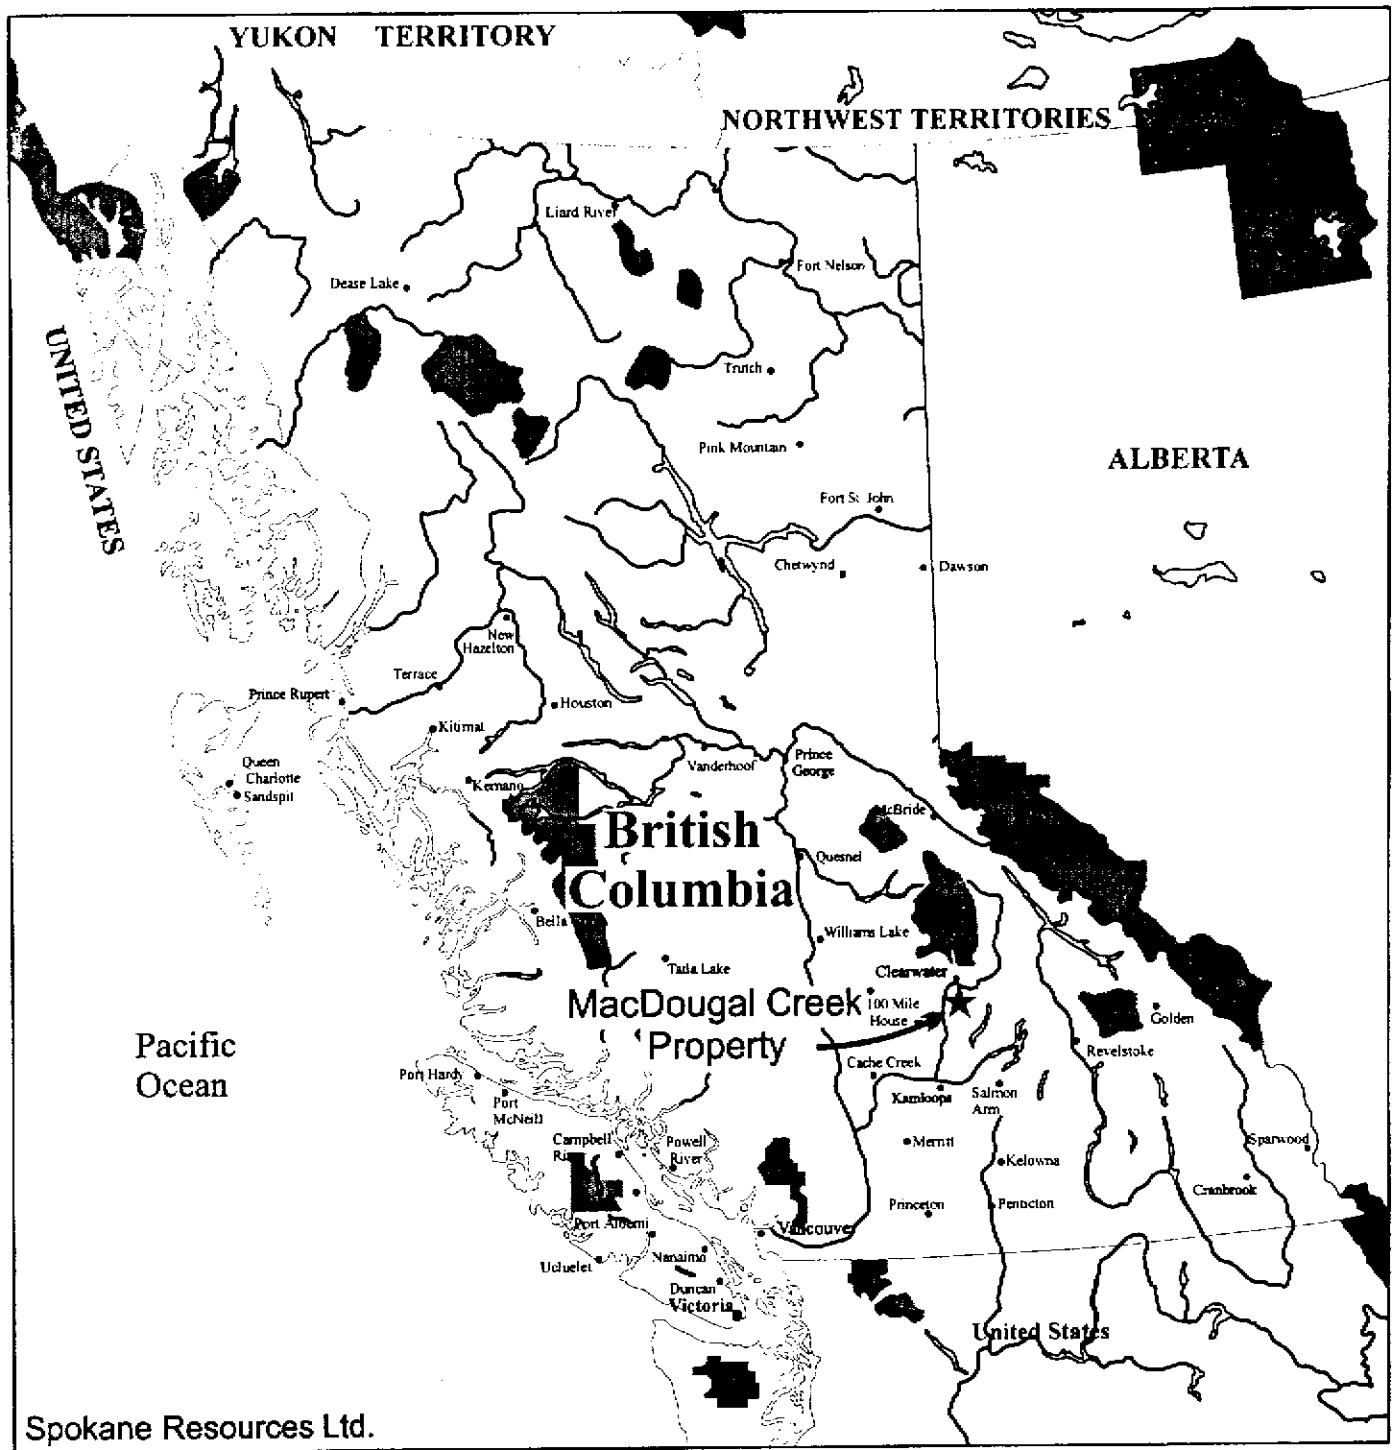 YUKON TERRITORY
NORTHWEST TERRITORIES
Liard River
Fort Nelson
Dease Lake
UNITED STATES
Trutch
Pink Mountain
ALBERTA
Fort St. John
Chetwynd
Dawson
New
Hazelton
Terrace
Prince Rupert
Houston
Kitimat
Queen
Charlotte
Sandspit
Vanderhoof
Prince
George
Kemano
McBride
British
Columbia
Quesnel
Bella
Williams Lake
Tatla Lake
Clearwater
MacDougal Creek
Property
100 Mile
House
Golden
Pacific
Ocean
Revelstoke
Port Hardy
Cache Creek
Port
McNeill
Kamloops
Salmon
Arm
Campbell
Powell
River
Merritt
Sparwood
Kelowna
Cranbrook
Princeton
Penticton
Port Alberni
Vancouver
Nanaimo
Ucluelet
Duncan
Victoria
United States
Spokane Resources Ltd.